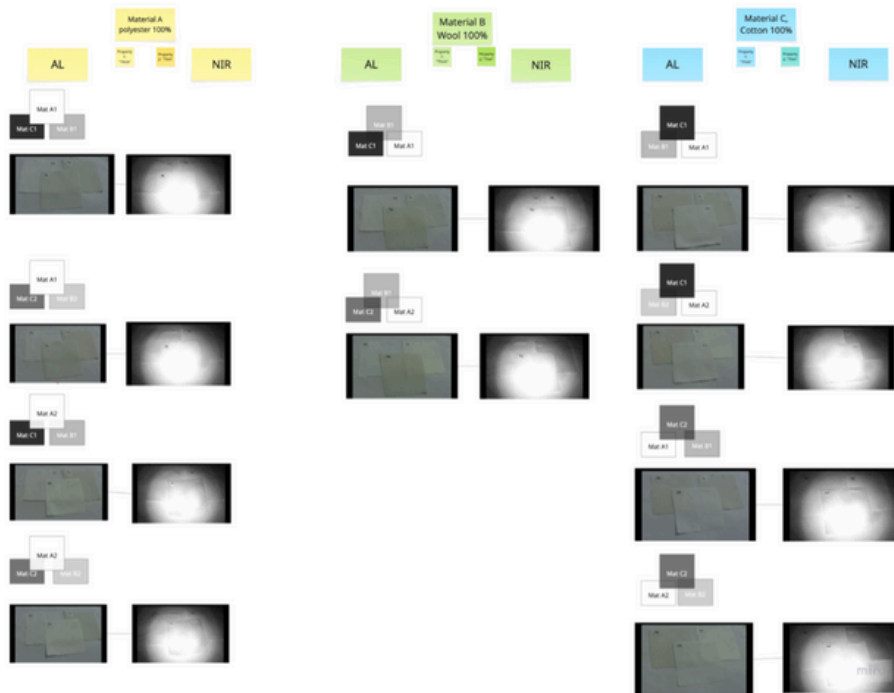 Material A
polyester 100%
AL
NIR
Mat A1
Mat C1
Mat B1
Mat A1
Mat C2
Mat B2
Mat A2
Mat C1
Mat B1
Mat A2
Mat C2
Mat B2
Material B
Wool 100%
AL
NIR
Mat B1
Mat C1
Mat A1
Mat B1
Mat C2
Mat A2
Material C,
Cotton 100%
AL
NIR
Mat C1
Mat B1
Mat A1
Mat C1
Mat B2
Mat A2
Mat C2
Mat A1
Mat B1
Mat C2
Mat A2
Mat B2
miro